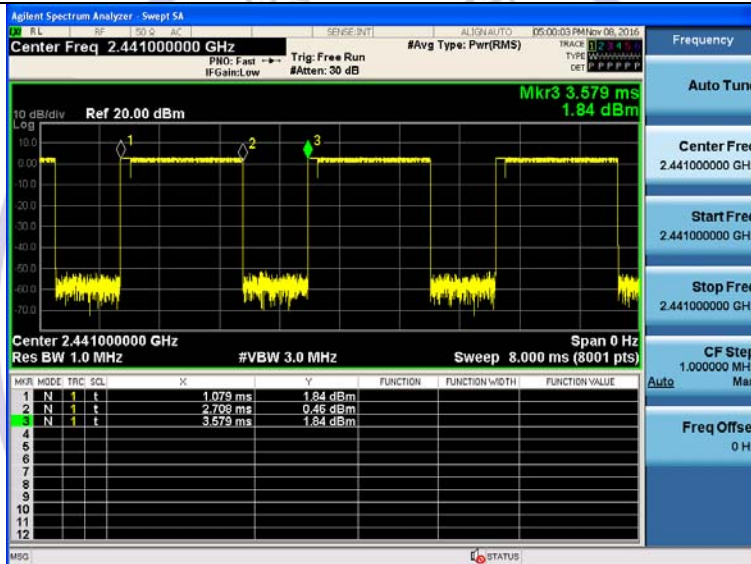 Agilent Spectrum Analyzer - Swept SA
RL RF 50 Ω AC SENSE:INT ALIGNAUTO 05:00:03 PM Nov 08, 2016
Center Freq 2.441000000 GHz #Avg Type: Pwr(RMS) TRACE 1 2 3 4 5 6
PNO: Fast Trig: Free Run TYPE
IFGain:Low #Atten: 30 dB DET P P P P P P
Frequency
Mkr3 3.579 ms
10 dB/div Ref 20.00 dBm 1.84 dBm
Log
10.0
0.00
-10.0
-20.0
-30.0
-40.0
-50.0
-60.0
-70.0
1
2
3
Center 2.441000000 GHz Span 0 Hz
Res BW 1.0 MHz #VBW 3.0 MHz Sweep 8.000 ms (8001 pts)
MKR MODE TRC SCL X Y FUNCTION FUNCTION WIDTH FUNCTION VALUE
1 N 1 t 1.079 ms 1.84 dBm
2 N 1 t 2.708 ms 0.46 dBm
3 N 1 t 3.579 ms 1.84 dBm
4
5
6
7
8
9
10
11
12
MSG STATUS
Auto Tune
Center Freq
2.441000000 GH
Start Freq
2.441000000 GH
Stop Freq
2.441000000 GH
CF Step
1.000000 MH
Auto Ma
Freq Offse
0 H